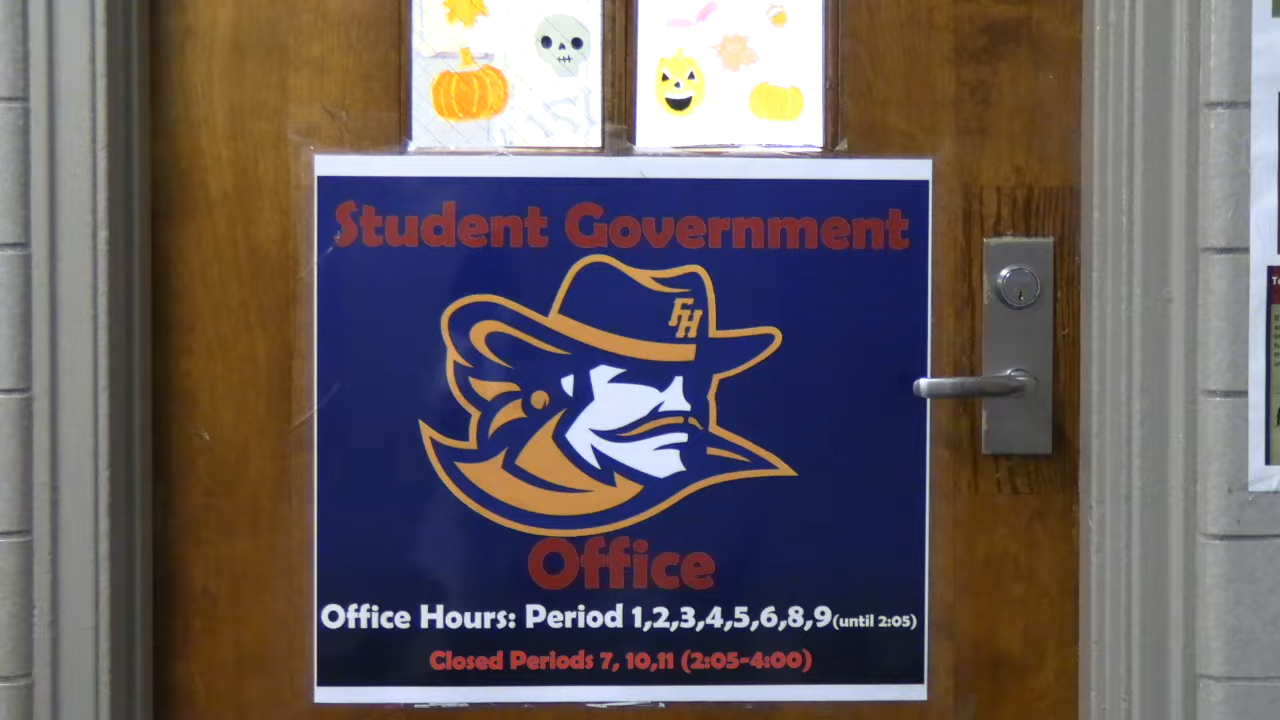 Student Government
FH
Office
Office Hours: Period 1,2,3,4,5,6,8,9(until 2:05)
Closed Periods 7, 10,11 (2:05-4:00)